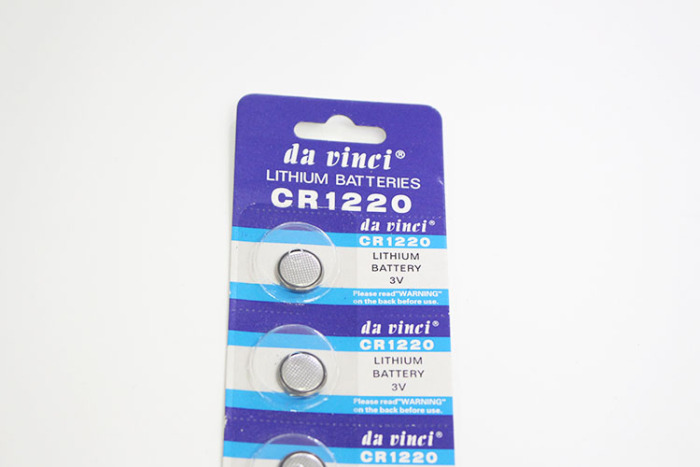 da vinci®
LITHIUM BATTERIES
CR1220
da vinci®
CR1220
LITHIUM
BATTERY
3V
Please read"WARNING"
on the back before use.
da vinci®
CR1220
LITHIUM
BATTERY
3V
Please read"WARNING"
on the back before use.
da vinci®
CR1220